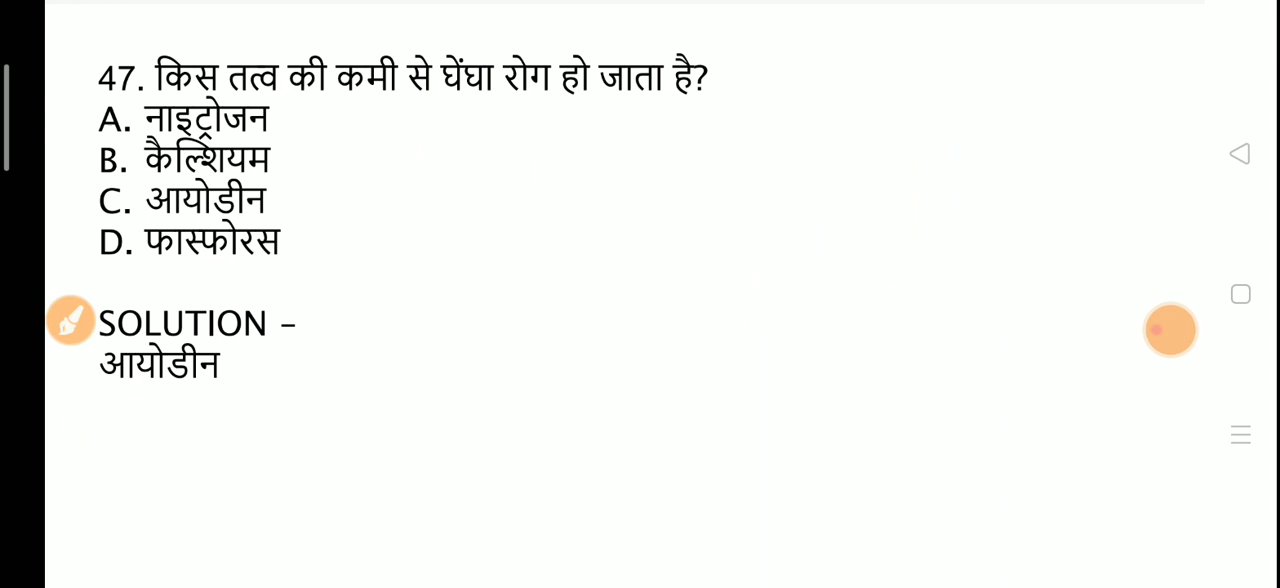 47. किस तत्व की कमी से घेंघा रोग हो जाता है?
A. नाइट्रोजन
B. कैल्शियम
C. आयोडीन
D. फास्फोरस
SOLUTION -
आयोडीन